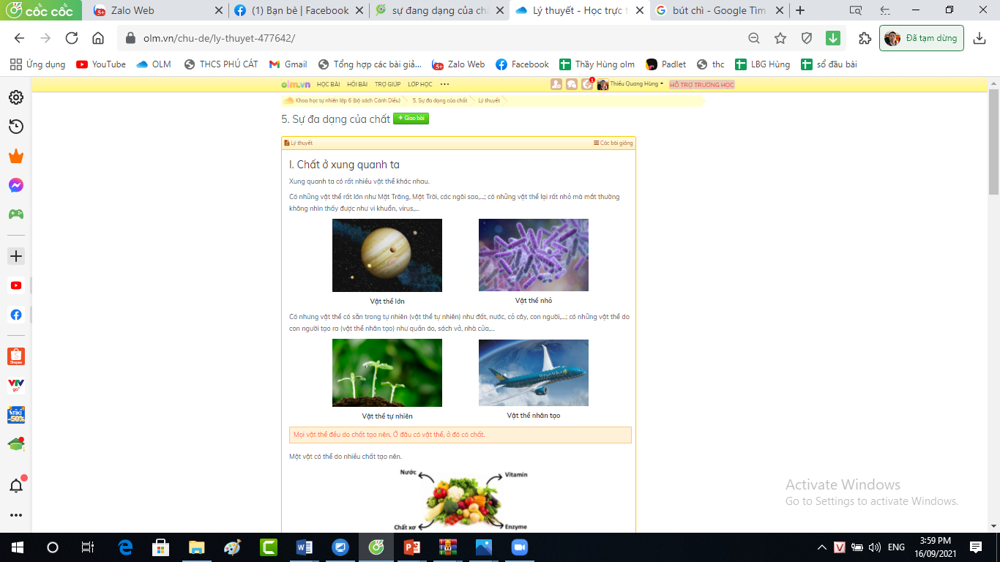 cốc cốc
Zalo Web
(1) Bạn bè | Facebook
sự đang dạng của chấ
Lý thuyết - Học trực t
bút chì - Google Tìm
olm.vn/chu-de/ly-thuyet-477642/
Đã tạm dừng
Ứng dụng
YouTube
OLM
THCS PHÚ CÁT
Gmail
Tổng hợp các bài giả...
Zalo Web
Facebook
Thầy Hùng olm
Padlet
thc
LBG Hùng
sổ đầu bài
olm.vn
HỌC BÀI
HỎI BÀI
TRỢ GIÚP
LỚP HỌC
1
Thiều Quang Hùng
HỖ TRỢ TRƯỜNG HỌC
Khoa học tự nhiên lớp 6 (bộ sách Cánh Diều)
5. Sự đa dạng của chất
Lý thuyết
5. Sự đa dạng của chất
+ Giao bài
Lý thuyết
Các bài giảng
I. Chất ở xung quanh ta
Xung quanh ta có rất nhiều vật thể khác nhau.
Có những vật thể rất lớn như Mặt Trăng, Mặt Trời, các ngôi sao,...; có những vật thể lại rất nhỏ mà mắt thường
không nhìn thấy được như vi khuẩn, virus,...
Vật thể lớn
Vật thể nhỏ
Có nhưng vật thể có sẵn trong tự nhiên (vật thể tự nhiên) như đất, nước, cỏ cây, con người,...; có những vật thể do
con người tạo ra (vật thể nhân tạo) như quần áo, sách vở, nhà cửa,...
Vật thể tự nhiên
Vật thể nhân tạo
Mọi vật thể đều do chất tạo nên. Ở đâu có vật thể, ở đó có chất.
Một vật có thể do nhiều chất tạo nên.
Nước
Vitamin
Chất xơ
Enzyme
Shopee
VTV
go
TIKI
-50%
Activate Windows
Go to Settings to activate Windows.
ENG
3:59 PM
16/09/2021